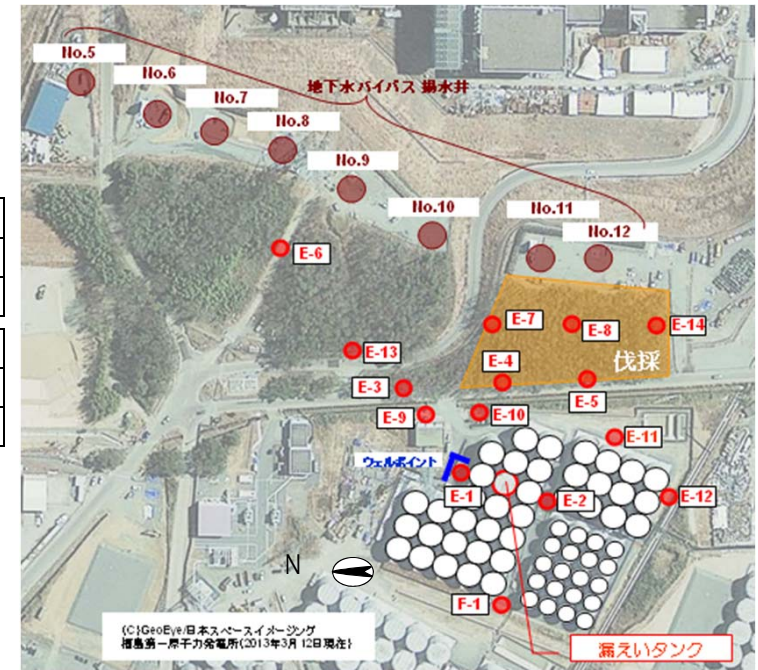 No.5
No.6
No.7
地下水バイパス 揚水井
No.8
No.9
No.10
No.11
No.12
E-6
E-7
E-8
E-14
E-13
伐採
E-4
E-3
E-5
E-9
E-10
E-11
ウェルポイント
E-1
E-2
E-12
N
F-1
(C)GeoEye/日本スペースイメージング
福島第一原子力発電所(2013年3月12日現在)
漏えいタンク